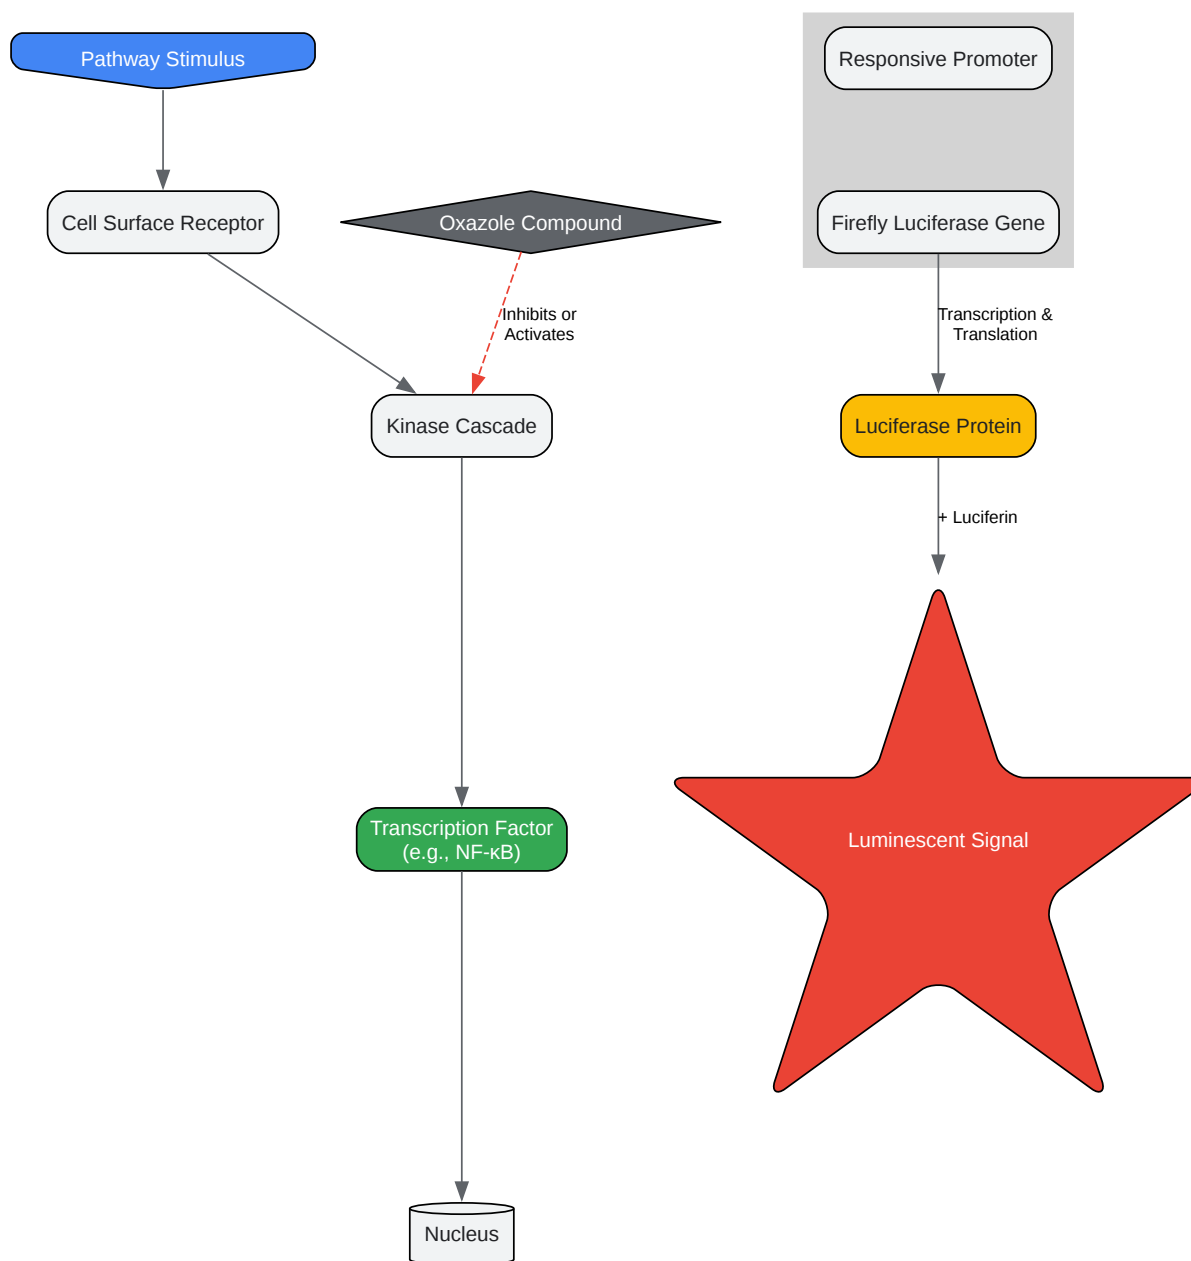 Pathway Stimulus
Responsive Promoter
Cell Surface Receptor
Oxazole Compound
Firefly Luciferase Gene
Inhibits or
Activates
Transcription &
Translation
Kinase Cascade
Luciferase Protein
+ Luciferin
Transcription Factor
(e.g., NF-κB)
Luminescent Signal
Nucleus